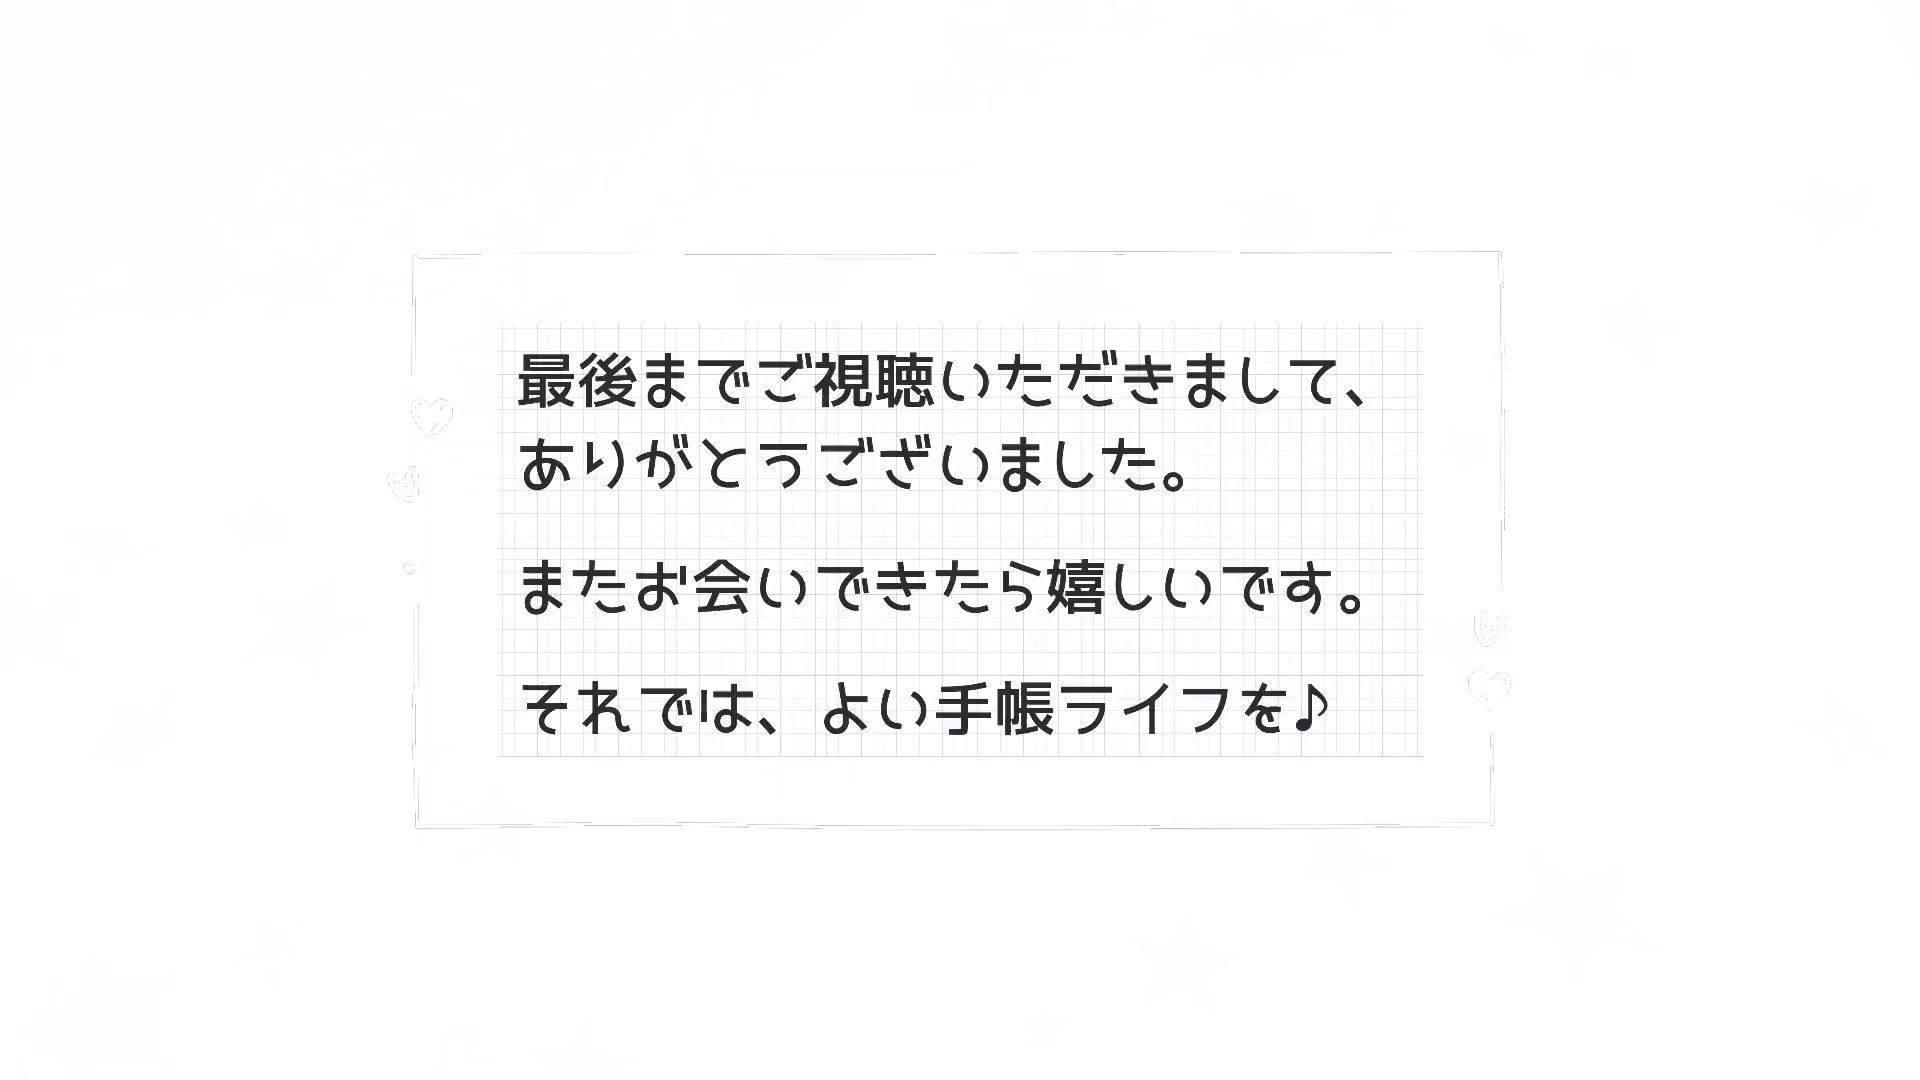 最後までご視聴いただきまして、
ありがとうございました。
またお会いできたら嬉しいです。
それでは、よい手帳ライフを♪